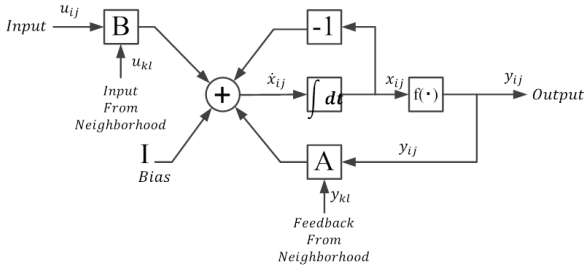 u_ij
Input
B
u_kl
Input
From
Neighborhood
I
Bias
+
ẋ_ij
-1
∫ dt
x_ij
f(·)
y_ij
Output
y_ij
A
y_kl
Feedback
From
Neighborhood